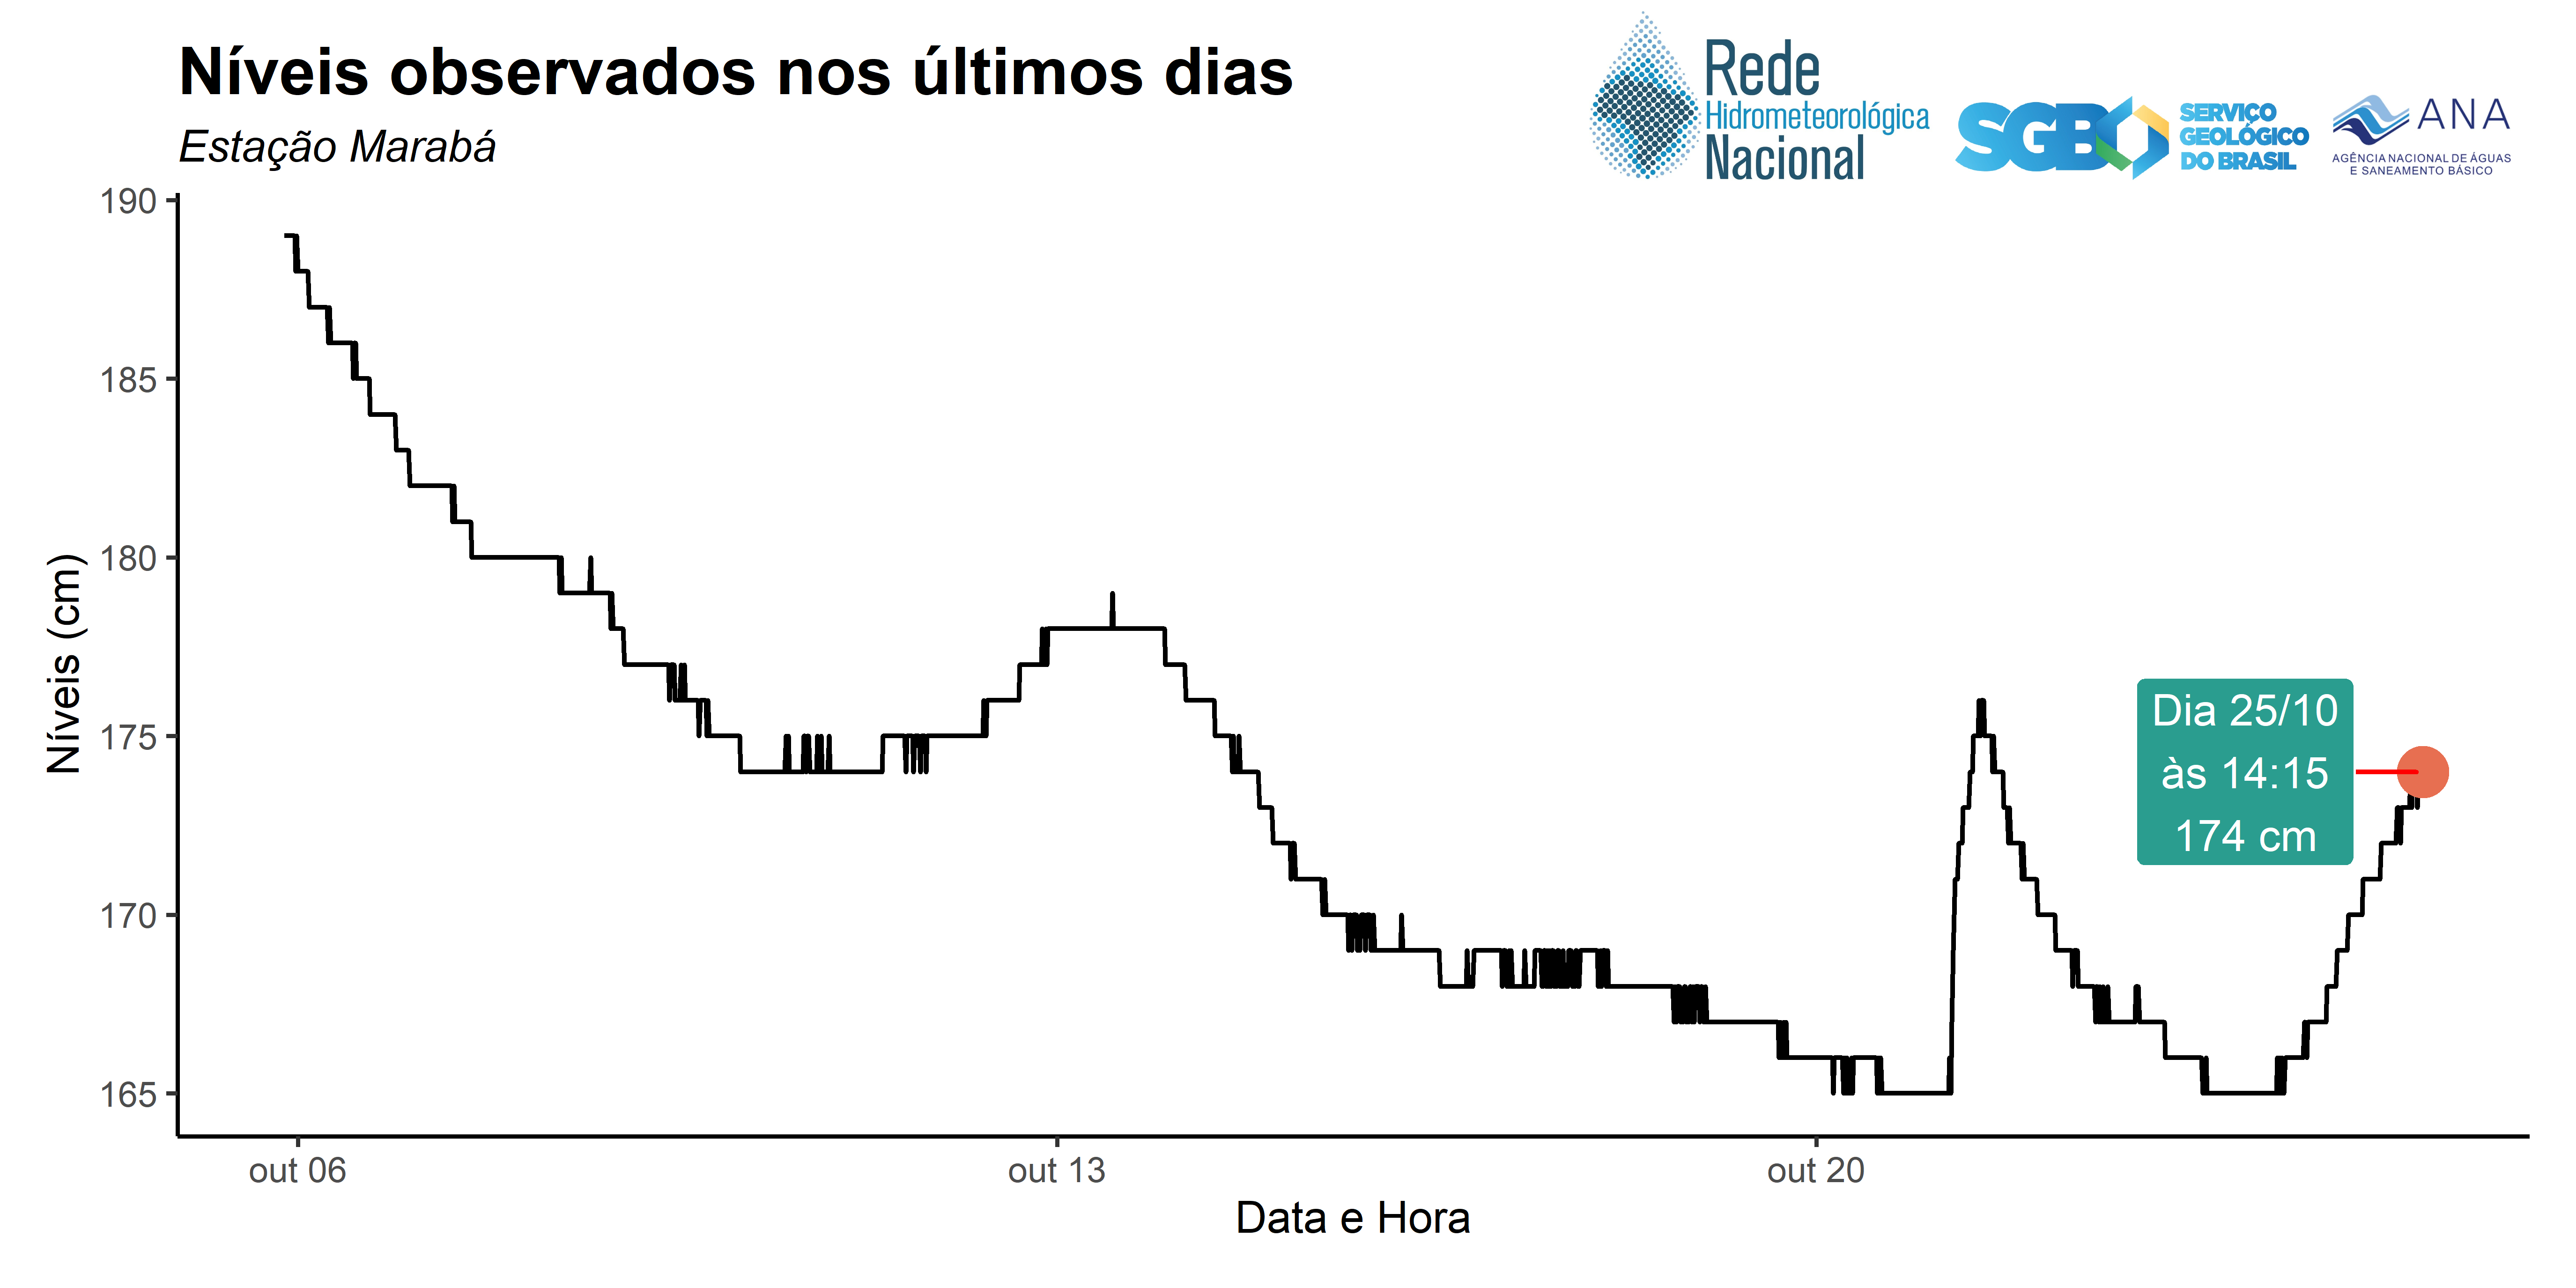 Níveis observados nos últimos dias
Estação Marabá
Rede
Hidrometeorológica
Nacional
SGB
SERVIÇO
GEOLÓGICO
DO BRASIL
ANA
AGÊNCIA NACIONAL DE ÁGUAS
E SANEAMENTO BÁSICO
Níveis (cm)
190
185
180
175
170
165
Dia 25/10
às 14:15
174 cm
out 06
out 13
out 20
Data e Hora